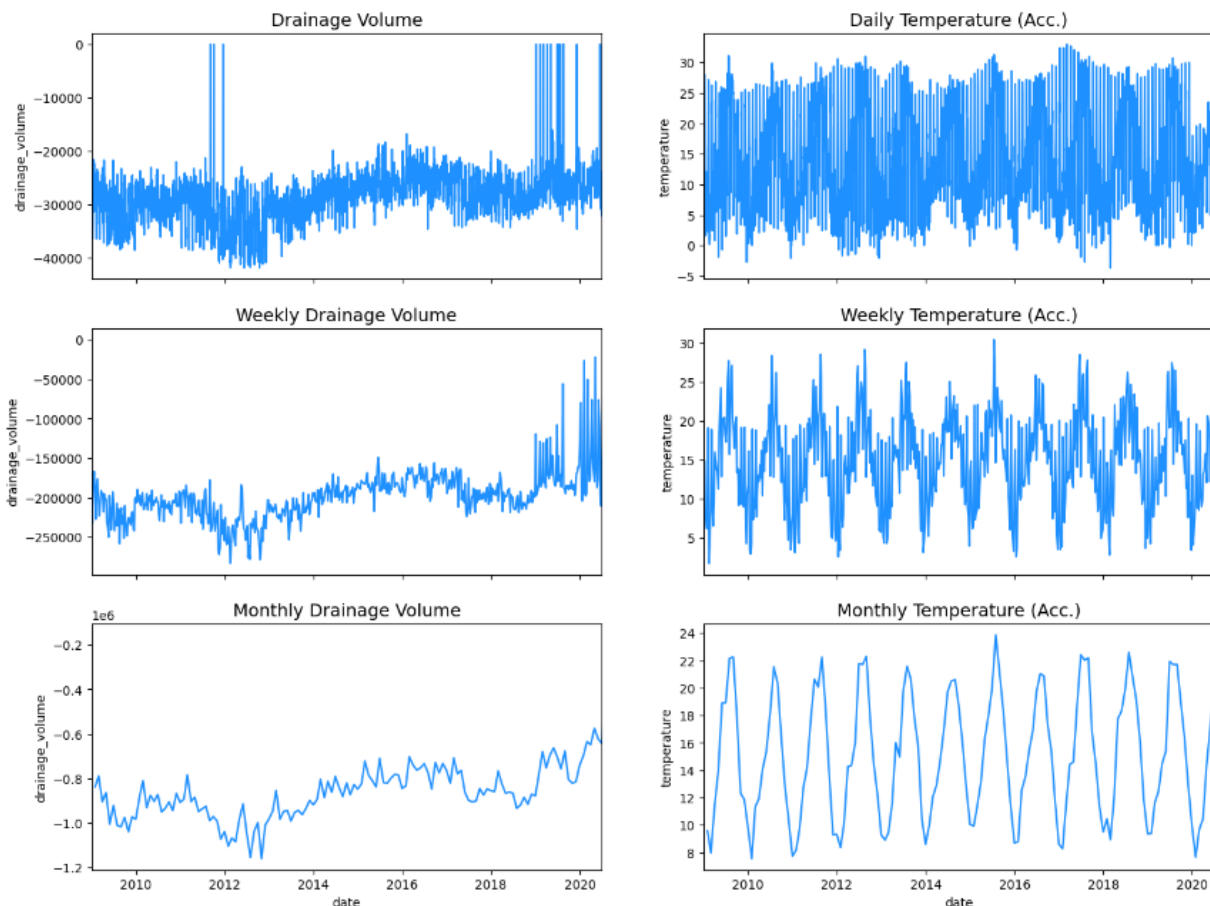 Drainage Volume
0
−10000
−20000
−30000
−40000
drainage_volume
Daily Temperature (Acc.)
30
25
20
15
10
5
0
−5
temperature
Weekly Drainage Volume
0
−50000
−100000
−150000
−200000
−250000
drainage_volume
Weekly Temperature (Acc.)
30
25
20
15
10
5
temperature
Monthly Drainage Volume
1e6
−0.2
−0.4
−0.6
−0.8
−1.0
−1.2
drainage_volume
2010 2012 2014 2016 2018 2020
date
Monthly Temperature (Acc.)
24
22
20
18
16
14
12
10
8
temperature
2010 2012 2014 2016 2018 2020
date